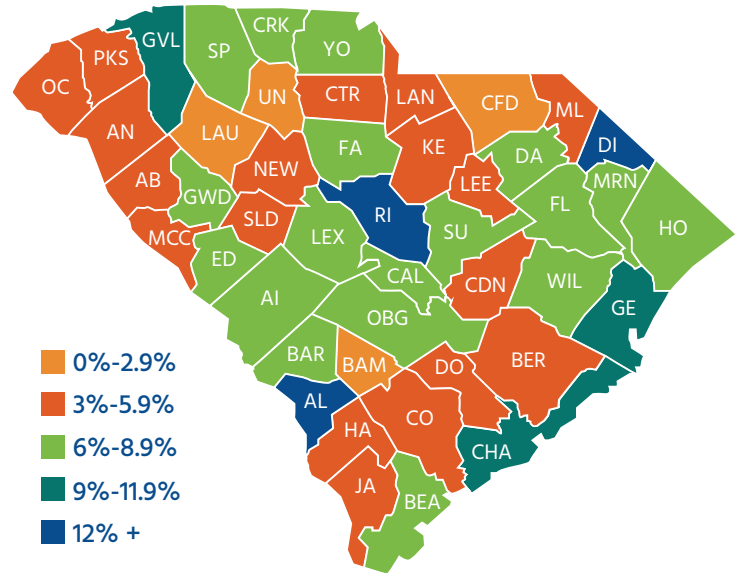 CRK
GVL
SP
YO
PKS
OC
UN
CTR
LAN
CFD
ML
AN
LAU
FA
KE
DA
DI
NEW
AB
LEE
MRN
GWD
FL
SLD
RI
MCC
LEX
SU
HO
ED
CAL
CDN
WIL
AI
OBG
GE
BAR
BAM
DO
BER
AL
CO
HA
CHA
JA
BEA
0%-2.9%
3%-5.9%
6%-8.9%
9%-11.9%
12% +